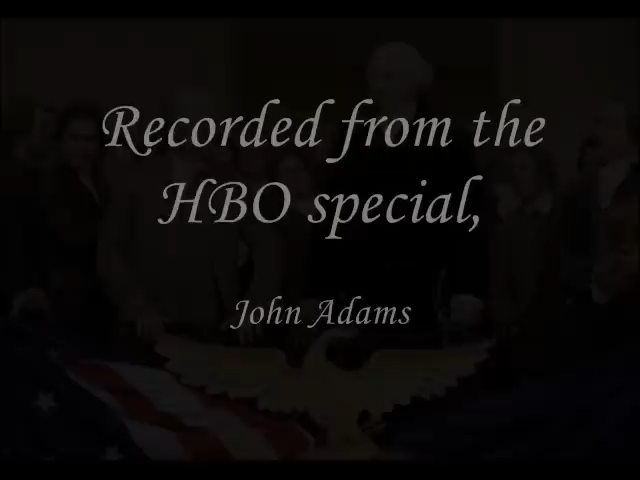 Recorded from the
HBO special,
John Adams